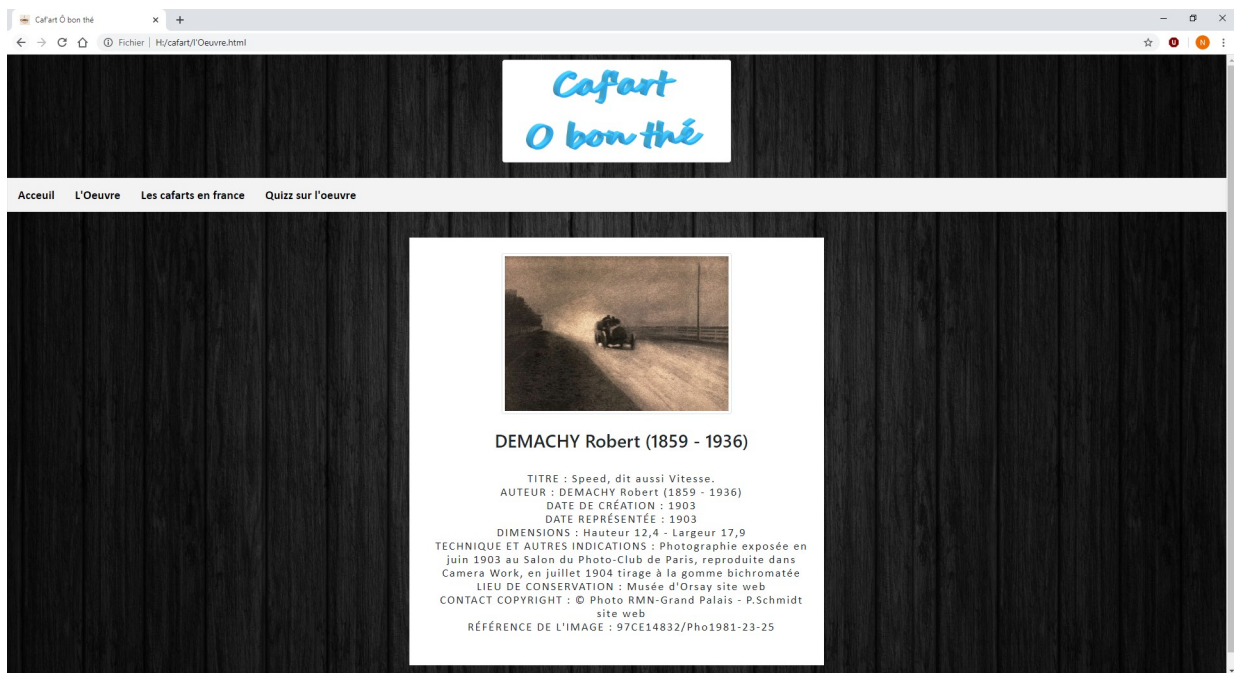 Caf'art Ô bon thé
Fichier | H:/cafart/l'Oeuvre.html
N
Caf'art
O bon thé
Acceuil L'Oeuvre Les cafarts en france Quizz sur l'oeuvre
DEMACHY Robert (1859 - 1936)
TITRE : Speed, dit aussi Vitesse.
AUTEUR : DEMACHY Robert (1859 - 1936)
DATE DE CRÉATION : 1903
DATE REPRÉSENTÉE : 1903
DIMENSIONS : Hauteur 12,4 - Largeur 17,9
TECHNIQUE ET AUTRES INDICATIONS : Photographie exposée en
juin 1903 au Salon du Photo-Club de Paris, reproduite dans
Camera Work, en juillet 1904 tirage à la gomme bichromatée
LIEU DE CONSERVATION : Musée d'Orsay site web
CONTACT COPYRIGHT : © Photo RMN-Grand Palais - P.Schmidt
site web
RÉFÉRENCE DE L'IMAGE : 97CE14832/Pho1981-23-25